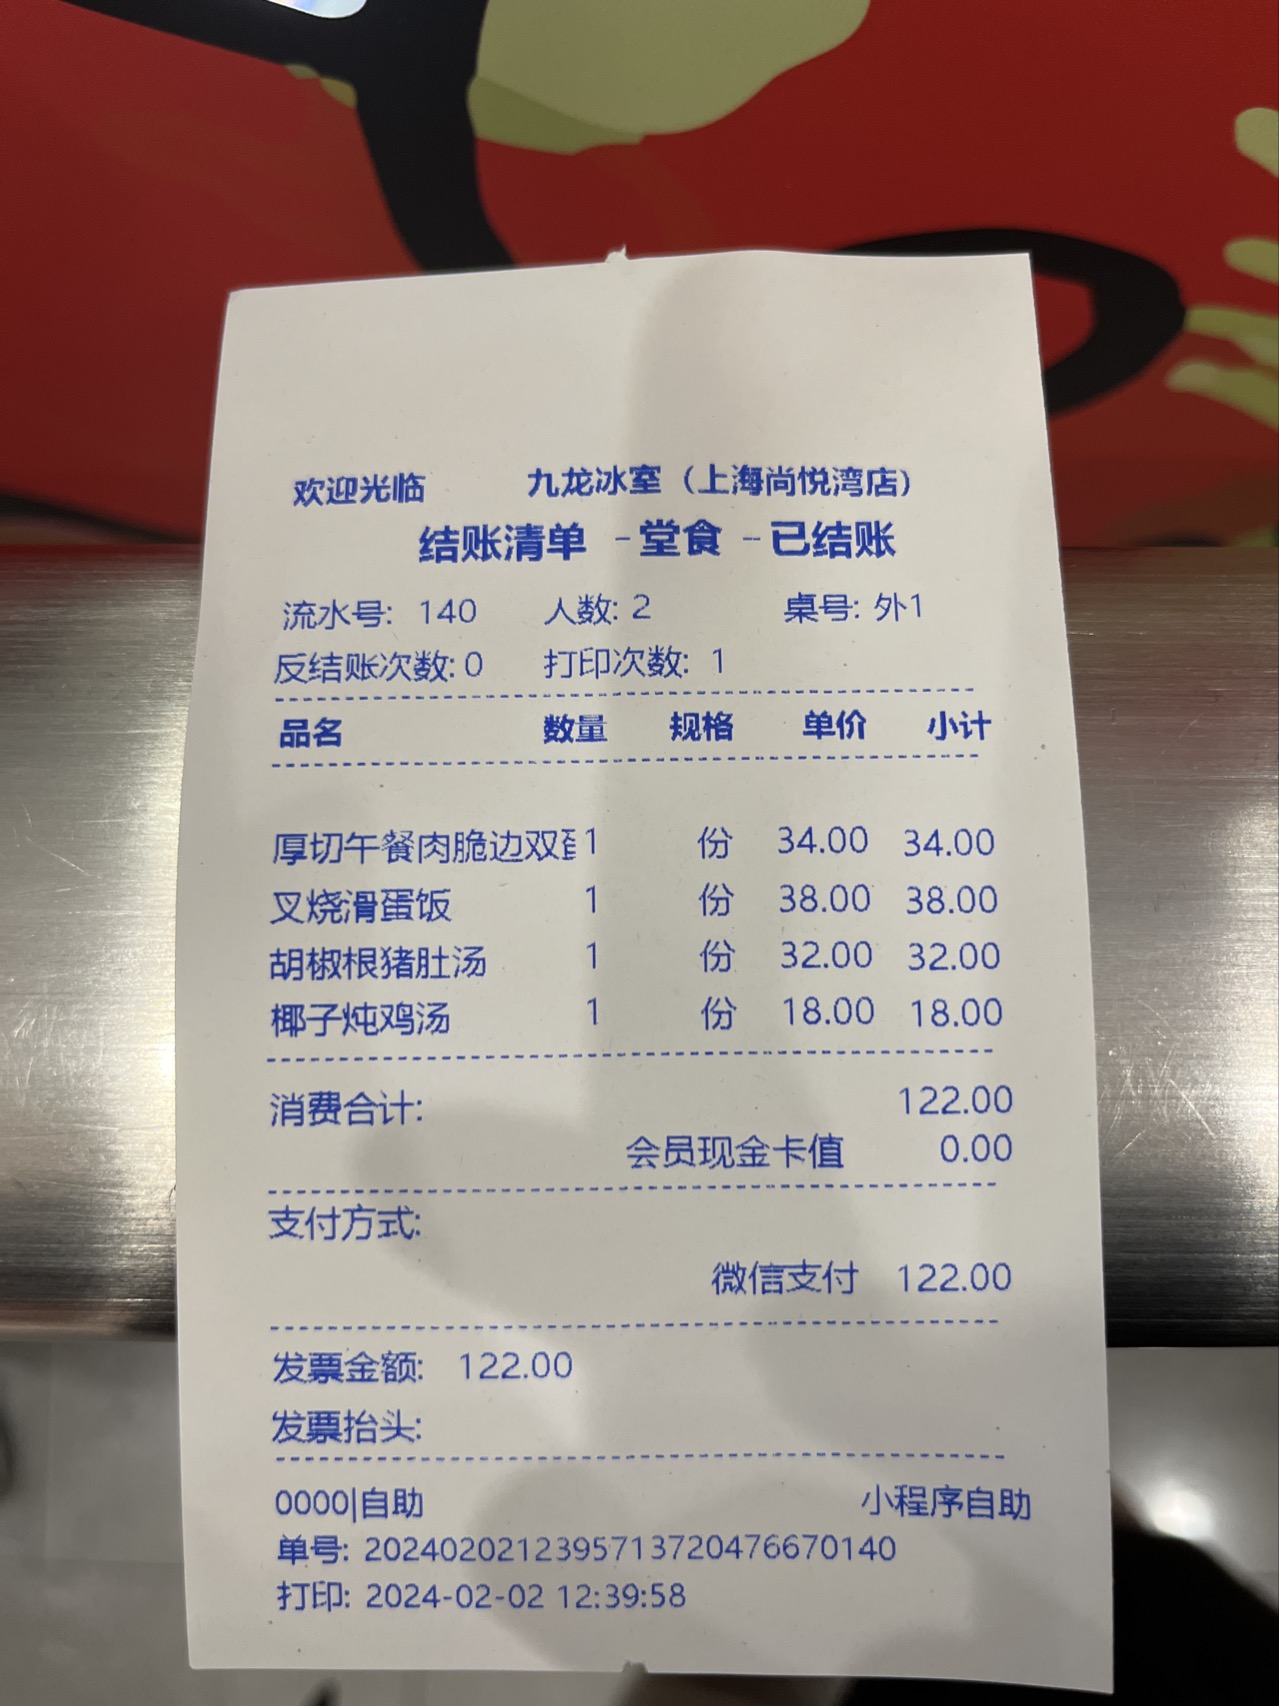 欢迎光临 九龙冰室（上海尚悦湾店）
结账清单 -堂食 -已结账
流水号: 140 人数: 2 桌号: 外1
反结账次数: 0 打印次数: 1
品名 数量 规格 单价 小计
厚切午餐肉脆边双 1 份 34.00 34.00
叉烧滑蛋饭 1 份 38.00 38.00
胡椒根猪肚汤 1 份 32.00 32.00
椰子炖鸡汤 1 份 18.00 18.00
消费合计: 122.00
会员现金卡值 0.00
支付方式:
微信支付 122.00
发票金额: 122.00
发票抬头:
0000|自助 小程序自助
单号: 2024020212395713720476670140
打印: 2024-02-02 12:39:58